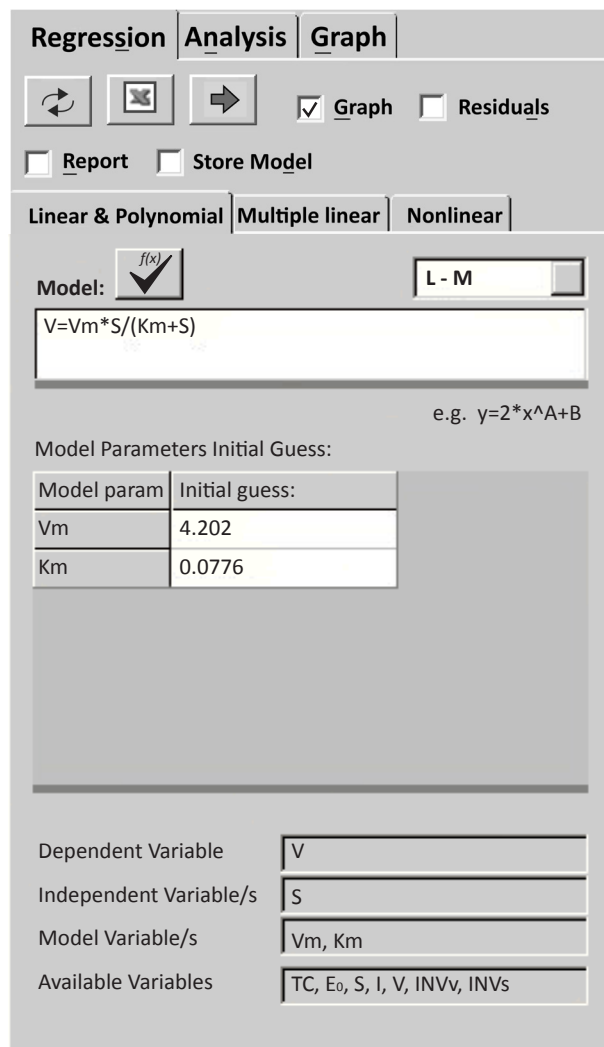 Regression Analysis Graph
Graph Residuals
Report Store Model
Linear & Polynomial Multiple linear Nonlinear
Model: f(x) L - M
V=Vm*S/(Km+S)
e.g. y=2*x^A+B
Model Parameters Initial Guess:
Model param Initial guess:
Vm 4.202
Km 0.0776
Dependent Variable V
Independent Variable/s S
Model Variable/s Vm, Km
Available Variables TC, E₀, S, I, V, INVv, INVs